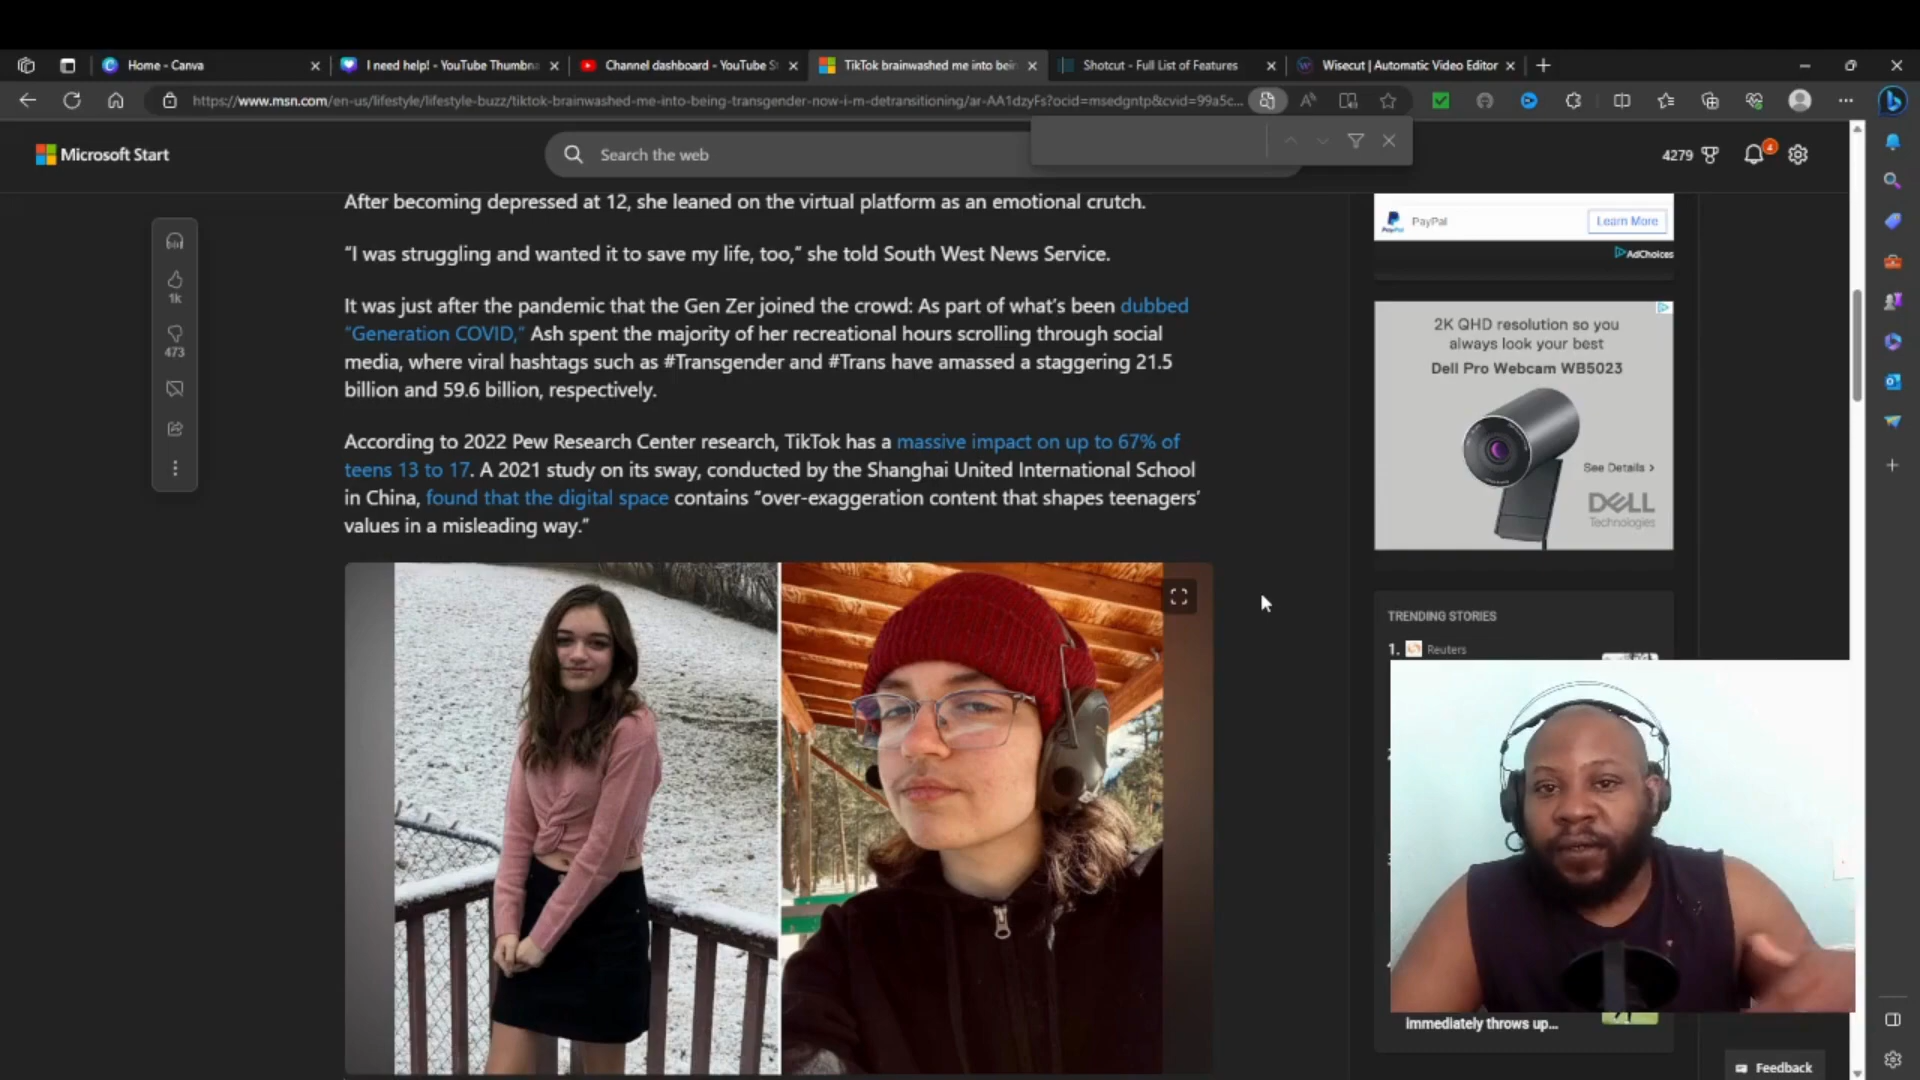 Home - Canva
I need help! - YouTube Thumbna
Channel dashboard - YouTube S
TikTok brainwashed me into bei
Shotcut - Full List of Features
Wisecut | Automatic Video Editor
https://www.msn.com/en-us/lifestyle/lifestyle-buzz/tiktok-brainwashed-me-into-being-transgender-now-i-m-detransitioning/ar-AA1dzyFs?ocid=msedgntp&cvid=99a5c...
Microsoft Start
Search the web
4279
4
After becoming depressed at 12, she leaned on the virtual platform as an emotional crutch.
“I was struggling and wanted it to save my life, too,” she told South West News Service.
It was just after the pandemic that the Gen Zer joined the crowd: As part of what’s been dubbed
“Generation COVID,” Ash spent the majority of her recreational hours scrolling through social
media, where viral hashtags such as #Transgender and #Trans have amassed a staggering 21.5
billion and 59.6 billion, respectively.
According to 2022 Pew Research Center research, TikTok has a massive impact on up to 67% of
teens 13 to 17. A 2021 study on its sway, conducted by the Shanghai United International School
in China, found that the digital space contains “over-exaggeration content that shapes teenagers’
values in a misleading way.”
1k
473
PayPal
Learn More
AdChoices
2K QHD resolution so you
always look your best
Dell Pro Webcam WB5023
See Details >
DELL
Technologies
TRENDING STORIES
1. Reuters
immediately throws up...
Feedback